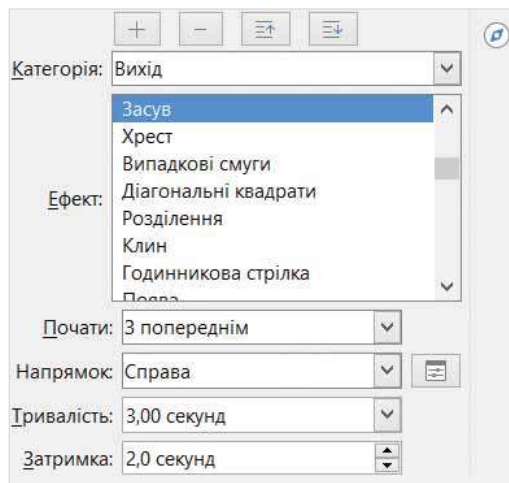 Категорія: Вихід
Засув
Хрест
Випадкові смуги
Діагональні квадрати
Ефект:
Розділення
Клин
Годинникова стрілка
Поява
Почати: З попереднім
Напрямок: Справа
Тривалість: 3,00 секунд
Затримка: 2,0 секунд